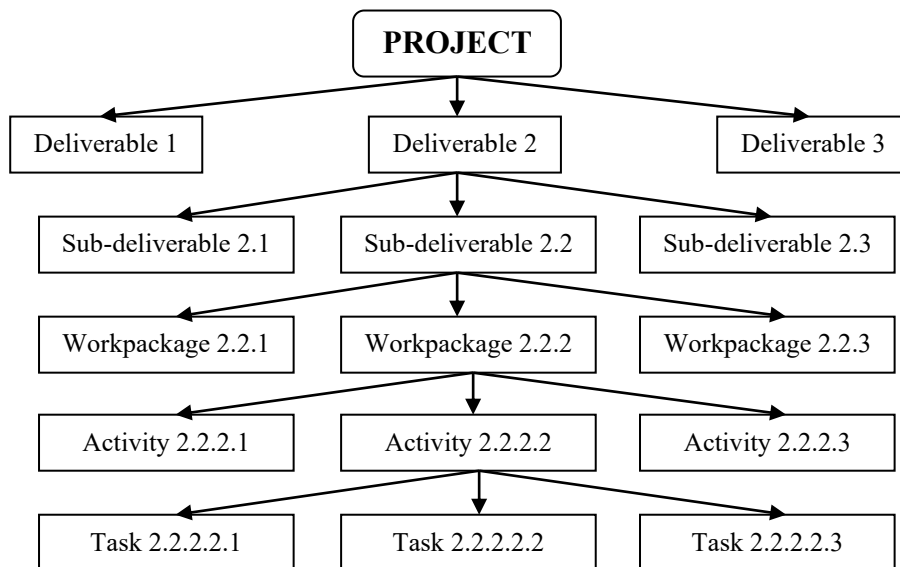 PROJECT
Deliverable 1
Deliverable 2
Deliverable 3
Sub-deliverable 2.1
Sub-deliverable 2.2
Sub-deliverable 2.3
Workpackage 2.2.1
Workpackage 2.2.2
Workpackage 2.2.3
Activity 2.2.2.1
Activity 2.2.2.2
Activity 2.2.2.3
Task 2.2.2.2.1
Task 2.2.2.2.2
Task 2.2.2.2.3